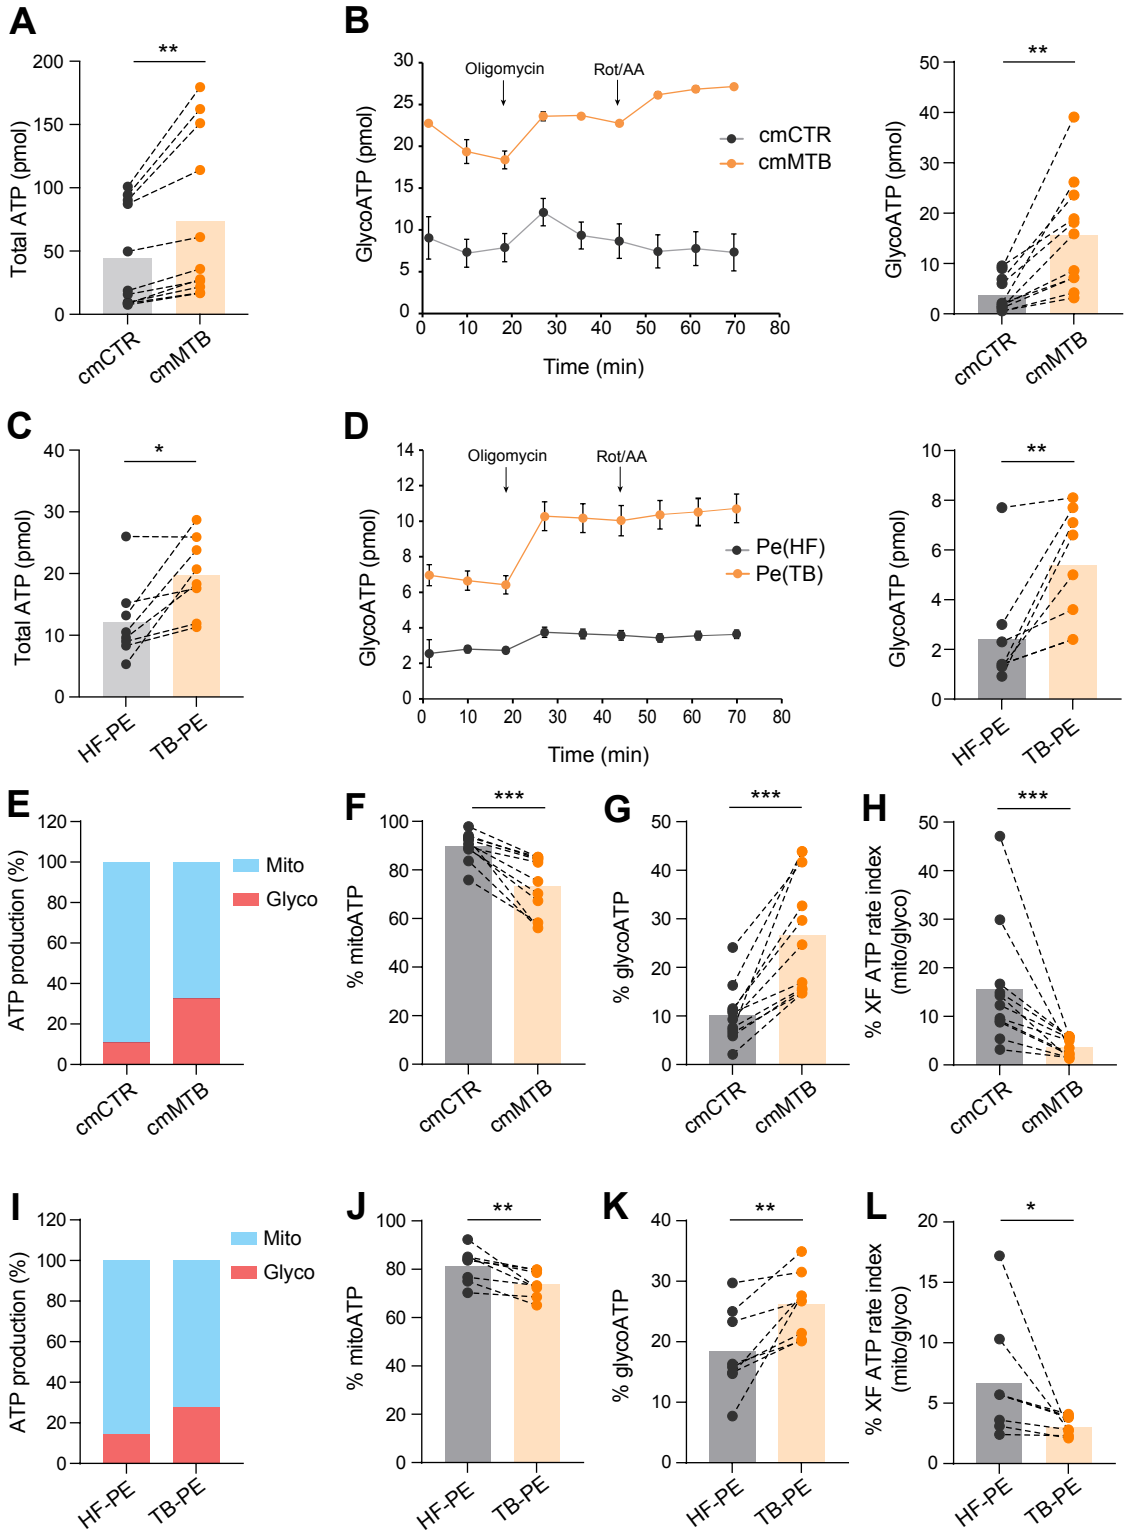 A
**
Total ATP (pmol)
200
150
100
50
0
cmCTR
cmMTB
B
GlycoATP (pmol)
30
25
20
15
10
5
0
Oligomycin
Rot/AA
cmCTR
cmMTB
0 10 20 30 40 50 60 70 80
Time (min)
**
GlycoATP (pmol)
50
40
30
20
10
0
cmCTR
cmMTB
C
*
Total ATP (pmol)
40
30
20
10
0
HF-PE
TB-PE
D
GlycoATP (pmol)
14
12
10
8
6
4
2
0
Oligomycin
Rot/AA
Pe(HF)
Pe(TB)
0 10 20 30 40 50 60 70 80
Time (min)
**
GlycoATP (pmol)
10
8
6
4
2
0
HF-PE
TB-PE
E
ATP production (%)
120
100
80
60
40
20
0
Mito
Glyco
cmCTR
cmMTB
F
***
% mitoATP
100
80
60
40
20
0
cmCTR
cmMTB
G
***
% glycoATP
50
40
30
20
10
0
cmCTR
cmMTB
H
***
% XF ATP rate index
(mito/glyco)
50
40
30
20
10
0
cmCTR
cmMTB
I
ATP production (%)
120
100
80
60
40
20
0
Mito
Glyco
HF-PE
TB-PE
J
**
% mitoATP
100
80
60
40
20
0
HF-PE
TB-PE
K
**
% glycoATP
40
30
20
10
0
HF-PE
TB-PE
L
*
% XF ATP rate index
(mito/glyco)
20
15
10
5
0
HF-PE
TB-PE